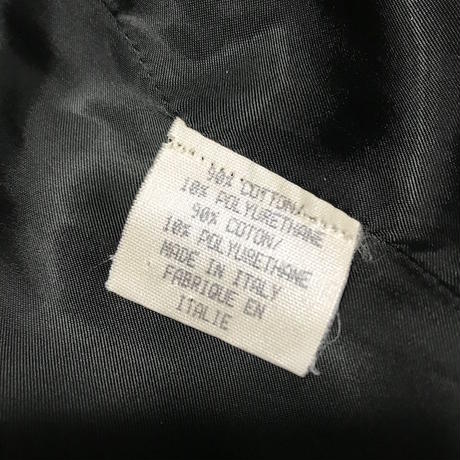 90% COTTON/
10% POLYURETHANE
90% COTON/
10% POLYURETHANE
MADE IN ITALY
FABRIQUE EN
ITALIE